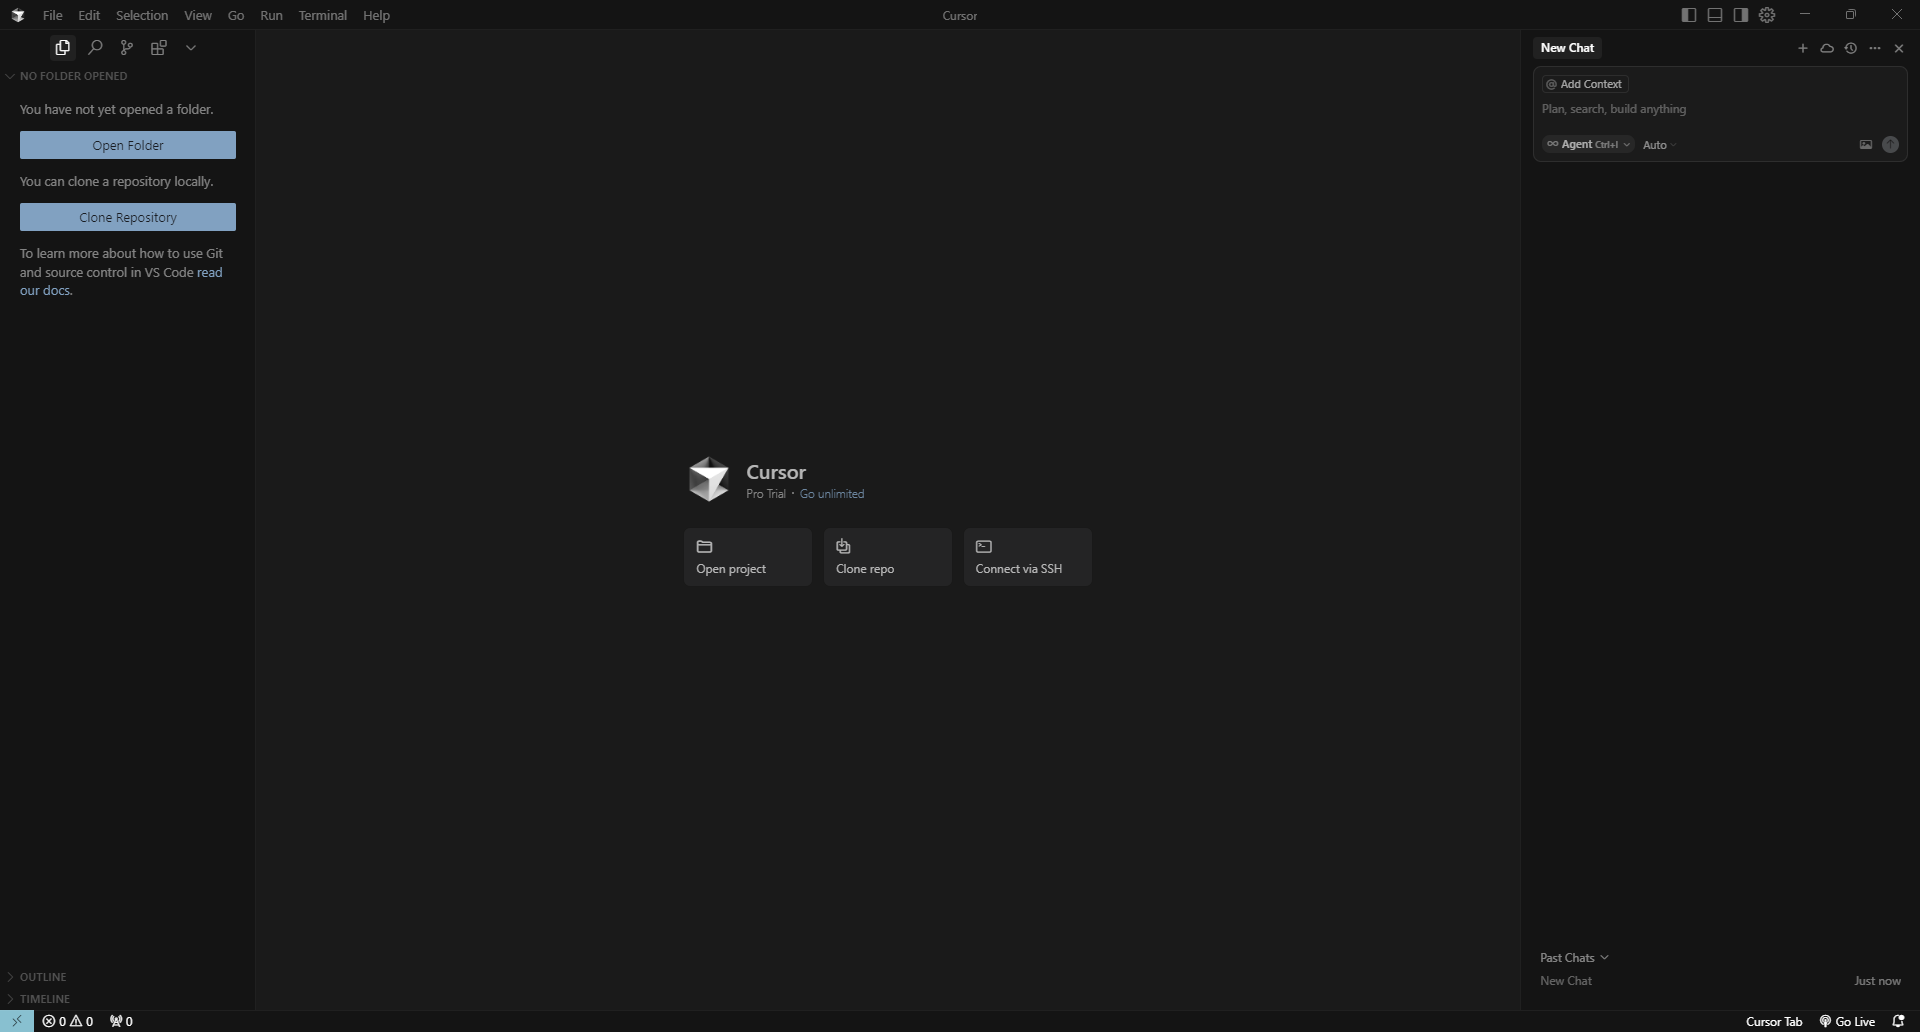 File Edit Selection View Go Run Terminal Help
Cursor
NO FOLDER OPENED
You have not yet opened a folder.
Open Folder
You can clone a repository locally.
Clone Repository
To learn more about how to use Git
and source control in VS Code read
our docs.
OUTLINE
TIMELINE
Cursor
Pro Trial · Go unlimited
Open project
Clone repo
Connect via SSH
New Chat
@ Add Context
Plan, search, build anything
Agent Ctrl+I Auto
Past Chats
New Chat Just now
0 0 0
Cursor Tab Go Live